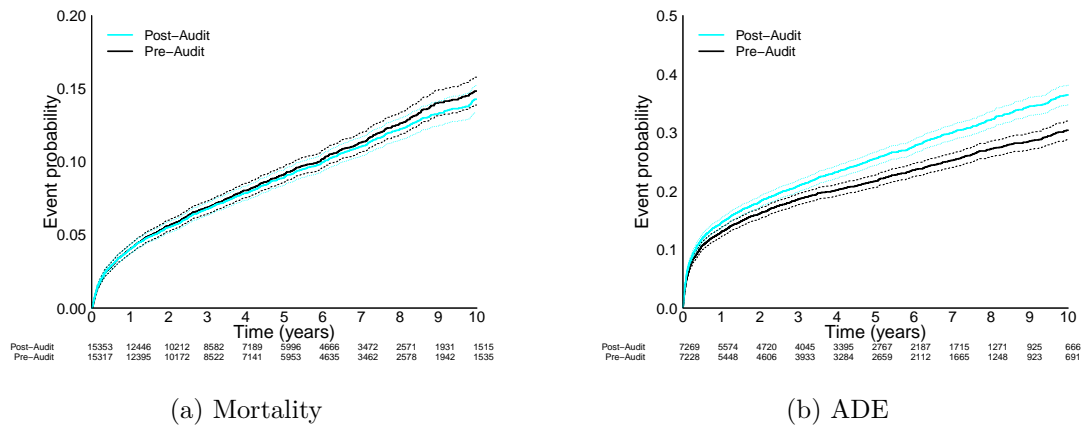 0.20
0.15
0.10
0.05
0.00
Event probability
Post−Audit
Pre−Audit
0 1 2 3 4 5 6 7 8 9 10
Time (years)
Post−Audit 15353 12446 10212 8582 7189 5996 4666 3472 2571 1931 1515
Pre−Audit 15317 12395 10172 8522 7141 5953 4635 3462 2578 1942 1535
(a) Mortality
0.5
0.4
0.3
0.2
0.1
0.0
Event probability
Post−Audit
Pre−Audit
0 1 2 3 4 5 6 7 8 9 10
Time (years)
Post−Audit 7269 5574 4720 4045 3395 2767 2187 1715 1271 925 666
Pre−Audit 7228 5448 4606 3933 3284 2659 2112 1665 1248 923 691
(b) ADE